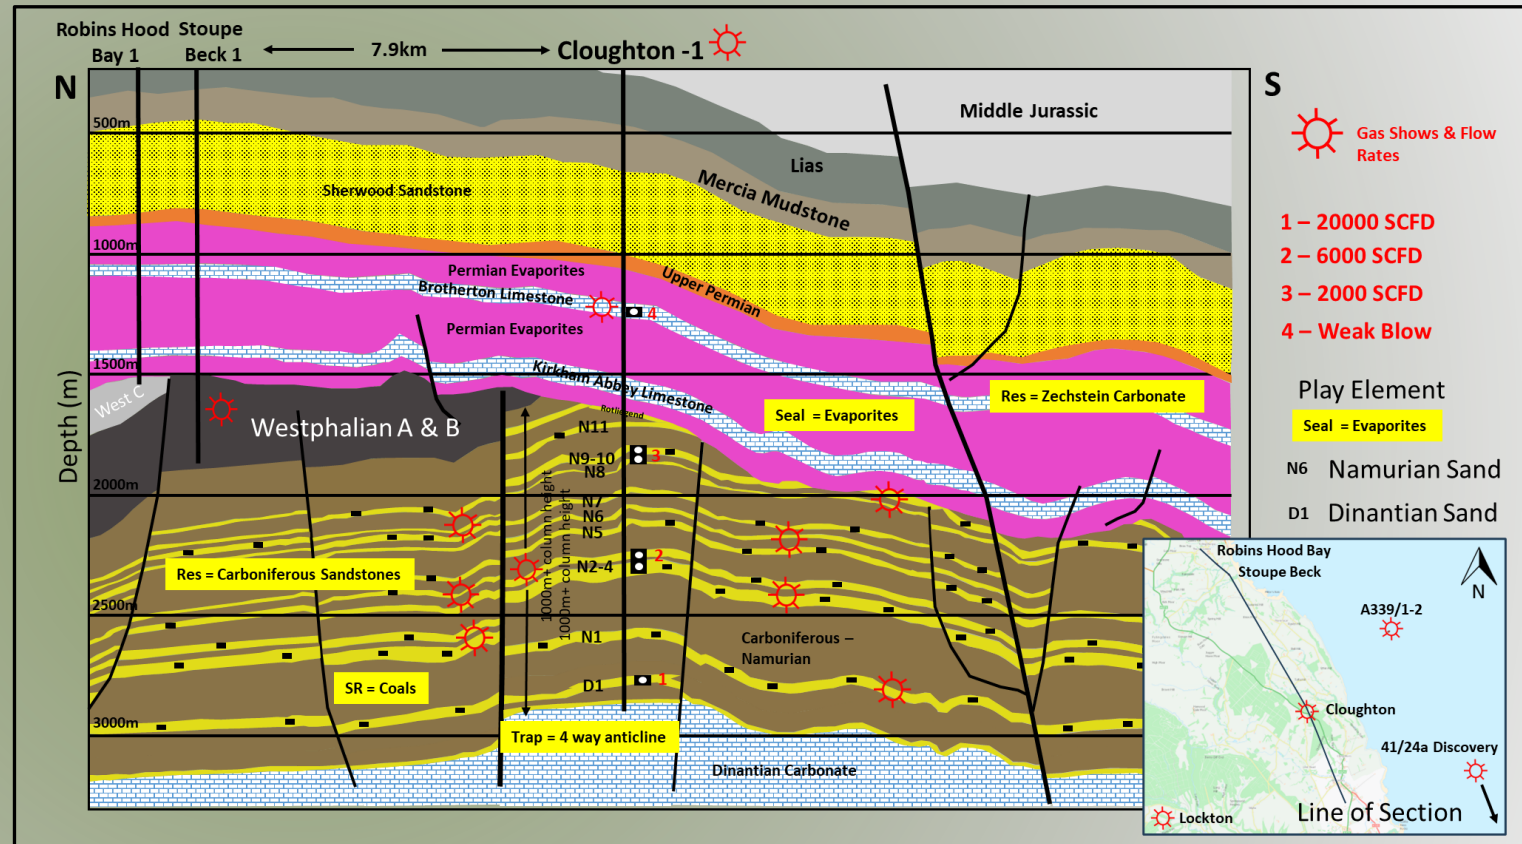 Robins Hood
Bay 1
Stoupe
Beck 1
7.9km
Cloughton -1
N
S
Middle Jurassic
500m
Lias
Sherwood Sandstone
Mercia Mudstone
1000m
Permian Evaporites
Brotherton Limestone
Upper Permian
4
Permian Evaporites
1500m
Kirkham Abbey Limestone
West C
Res = Zechstein Carbonate
Seal = Evaporites
Rotliegend
Westphalian A & B
N11
N9-10
3
N8
Depth (m)
2000m
N7
N6
N5
1000m+ column height
1000m+ column height
2
N2-4
Res = Carboniferous Sandstones
2500m
N1
Carboniferous –
Namurian
SR = Coals
D1
1
3000m
Trap = 4 way anticline
Dinantian Carbonate
Gas Shows & Flow
Rates
1 – 20000 SCFD
2 – 6000 SCFD
3 – 2000 SCFD
4 – Weak Blow
Play Element
Seal = Evaporites
N6 Namurian Sand
D1 Dinantian Sand
Robins Hood Bay
Stoupe Beck
N
A339/1-2
Cloughton
41/24a Discovery
Line of Section
Lockton